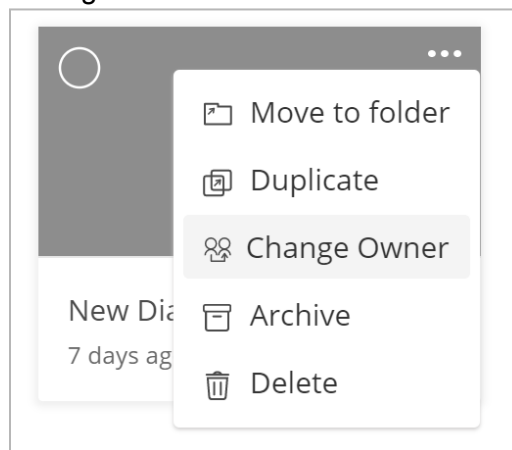 Move to folder
Duplicate
Change Owner
Archive
New Dia
7 days ag
Delete